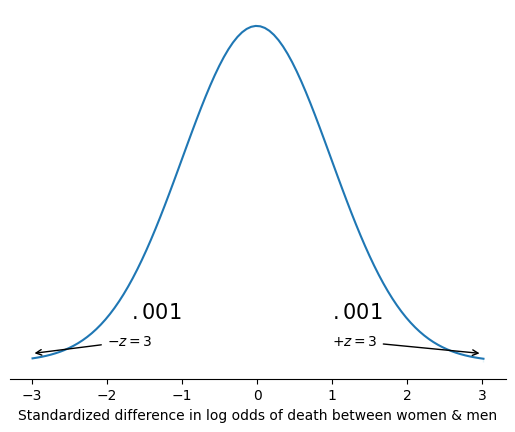 .001 .001
−z = 3 +z = 3
−3 −2 −1 0 1 2 3
Standardized difference in log odds of death between women & men